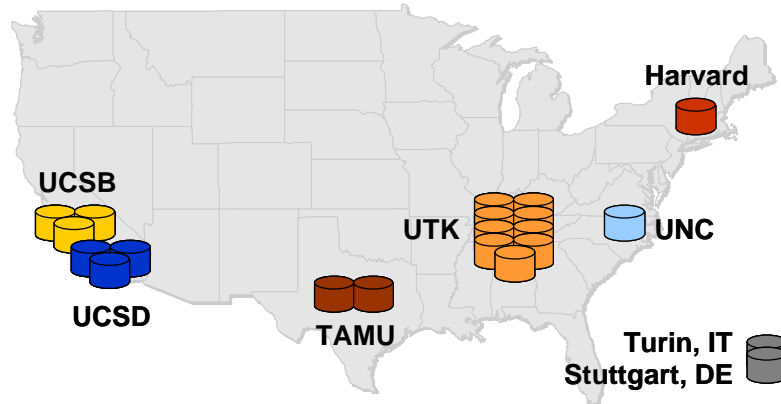 Harvard
UCSB
UTK
UNC
UCSD
TAMU
Turin, IT
Stuttgart, DE